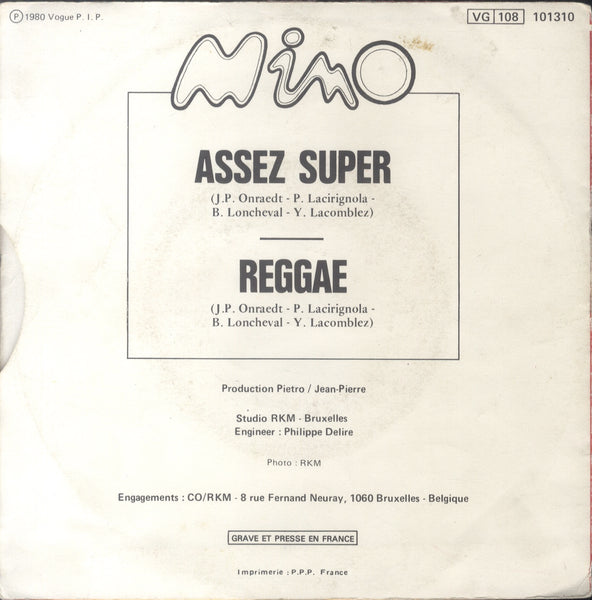 Ⓟ 1980 Vogue P. I. P.
VG 108 101310
Mino
ASSEZ SUPER
(J.P. Onraedt - P. Lacirignola -
B. Loncheval - Y. Lacomblez)
REGGAE
(J.P. Onraedt - P. Lacirignola -
B. Loncheval - Y. Lacomblez)
Production Pietro / Jean-Pierre
Studio RKM - Bruxelles
Engineer : Philippe Delire
Photo : RKM
Engagements : CO/RKM - 8 rue Fernand Neuray, 1060 Bruxelles - Belgique
GRAVE ET PRESSE EN FRANCE
Imprimerie : P.P.P. France